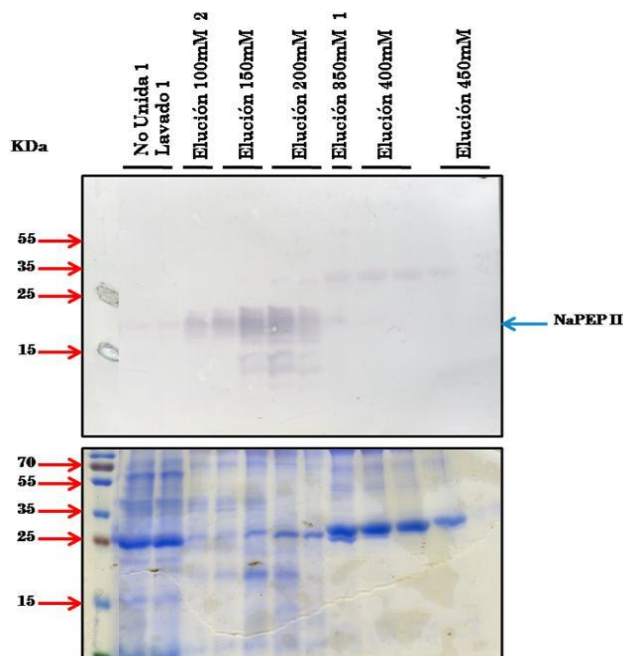 No Unida 1
Lavado 1
Elución 100mM 2
Elución 150mM
Elución 200mM
Elución 350mM 1
Elución 400mM
Elución 450mM
KDa
55
35
25
15
NaPEP II
70
55
35
25
15